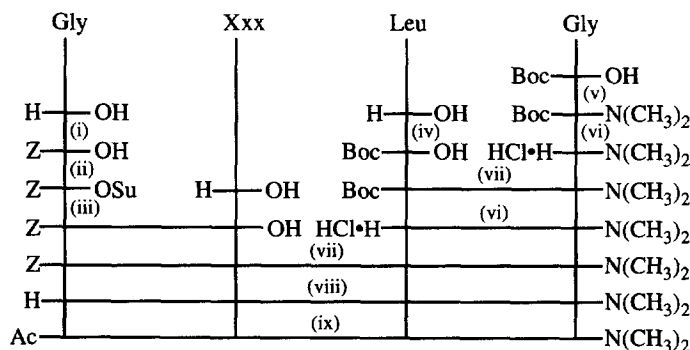 Gly Xxx Leu Gly
Boc OH
(v)
H OH H OH Boc N(CH₃)₂
(i) (iv) (vi)
Z OH Boc OH HCl•H N(CH₃)₂
(ii) (vii)
Z OSu H OH Boc N(CH₃)₂
(iii) (vi)
Z OH HCl•H N(CH₃)₂
(vii)
Z N(CH₃)₂
(viii)
H N(CH₃)₂
(ix)
Ac N(CH₃)₂